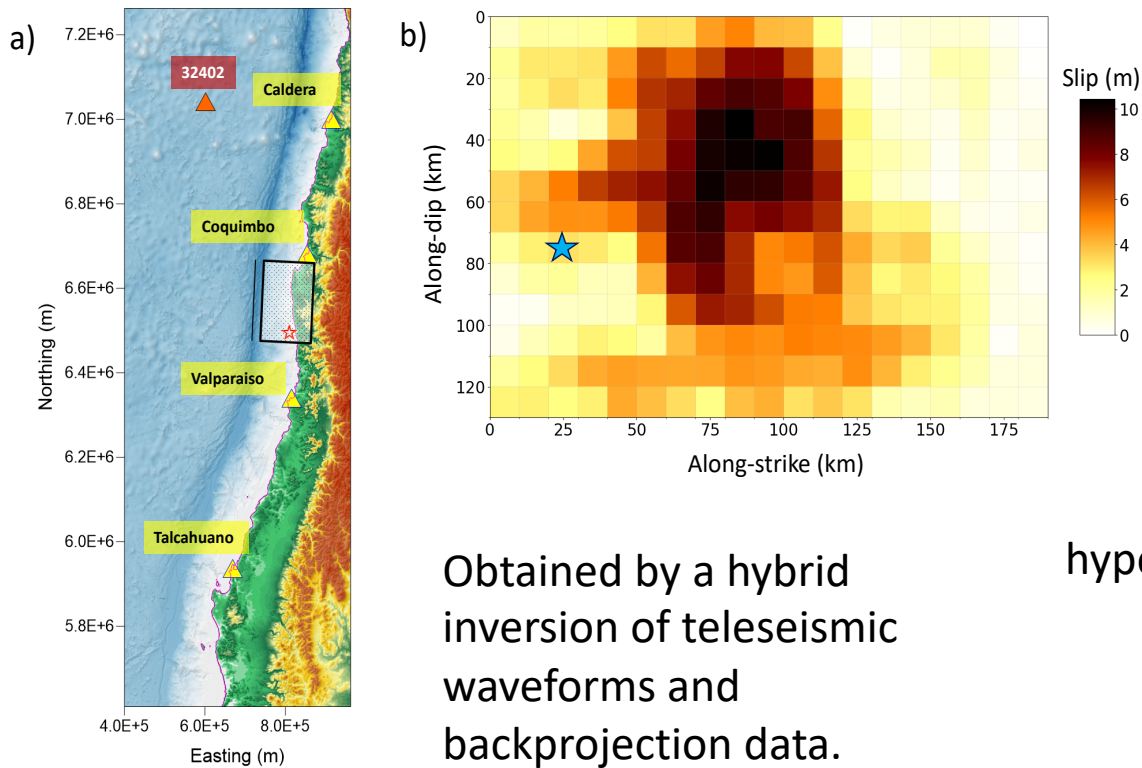 a)
7.2E+6
7.0E+6
6.8E+6
6.6E+6
6.4E+6
6.2E+6
6.0E+6
5.8E+6
Northing (m)
32402
Caldera
Coquimbo
Valparaiso
Talcahuano
4.0E+5 6.0E+5 8.0E+5
Easting (m)
b)
0
20
40
60
80
100
120
Along-dip (km)
0 25 50 75 100 125 150 175
Along-strike (km)
Slip (m)
10
8
6
4
2
0
Obtained by a hybrid
inversion of teleseismic
waveforms and
backprojection data.